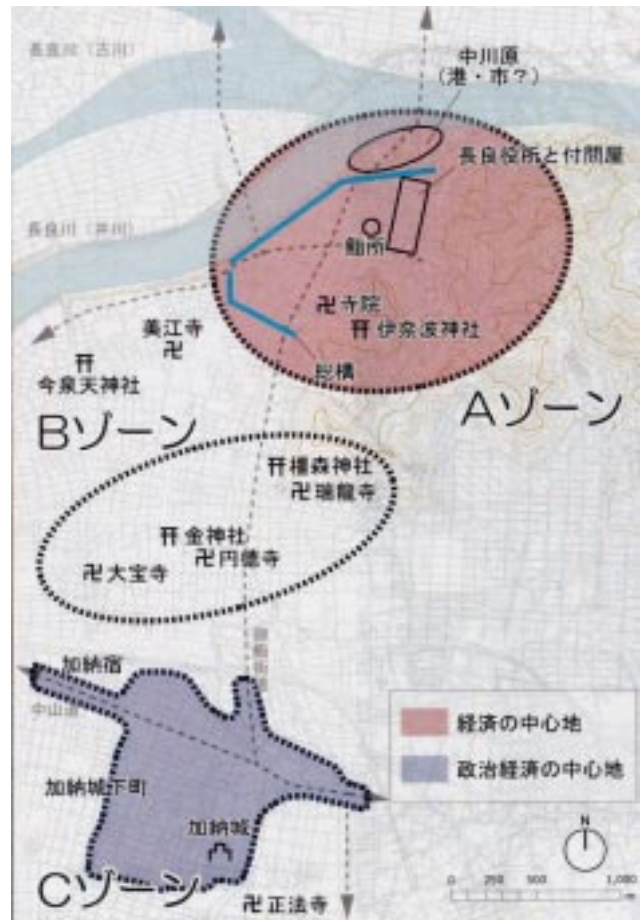 長良川（古川）
中川原
（港・市？）
長良役所と付問屋
長良川（井川）
鮨所
卍寺院
伊奈波神社
美江寺
卍
総構
今泉天神社
Aゾーン
Bゾーン
橿森神社
卍瑞龍寺
金神社
卍円徳寺
卍大宝寺
加納宿
中山道
経済の中心地
政治経済の中心地
加納城下町
加納城
N
Cゾーン
0 250 500 1,000
m
卍正法寺